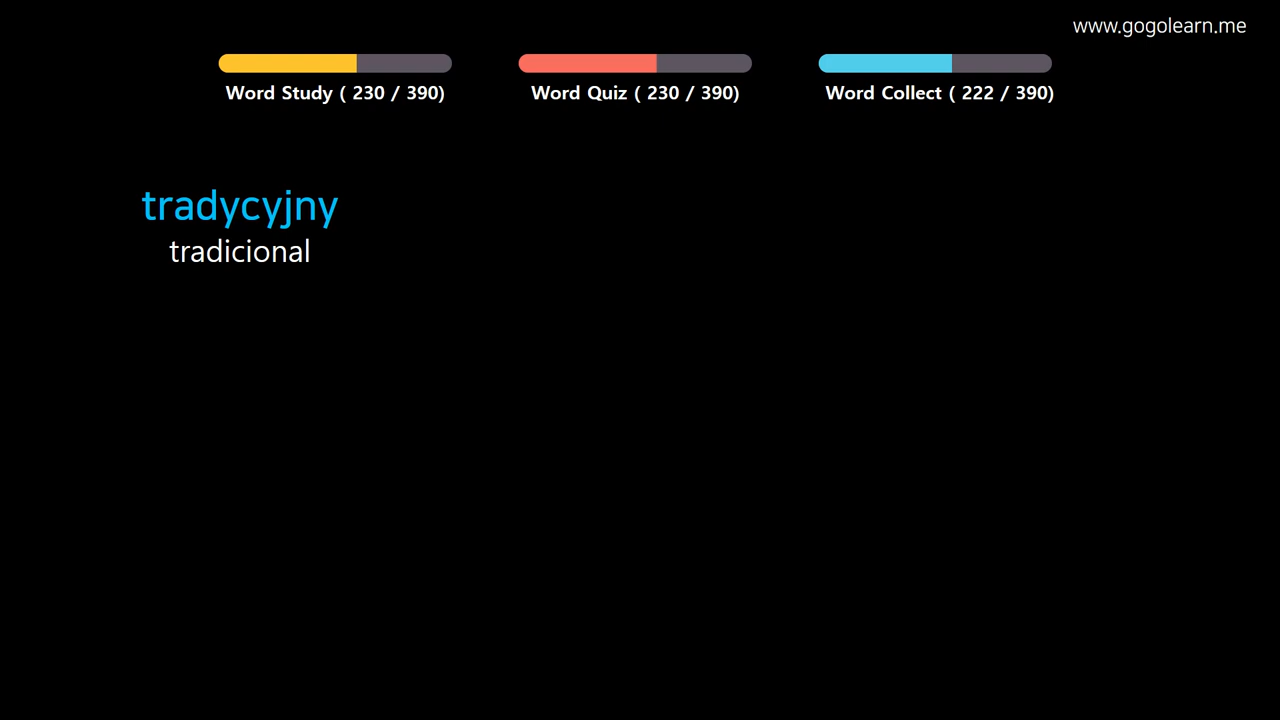 www.gogolearn.me
Word Study ( 230 / 390)
Word Quiz ( 230 / 390)
Word Collect ( 222 / 390)
tradycyjny
tradicional